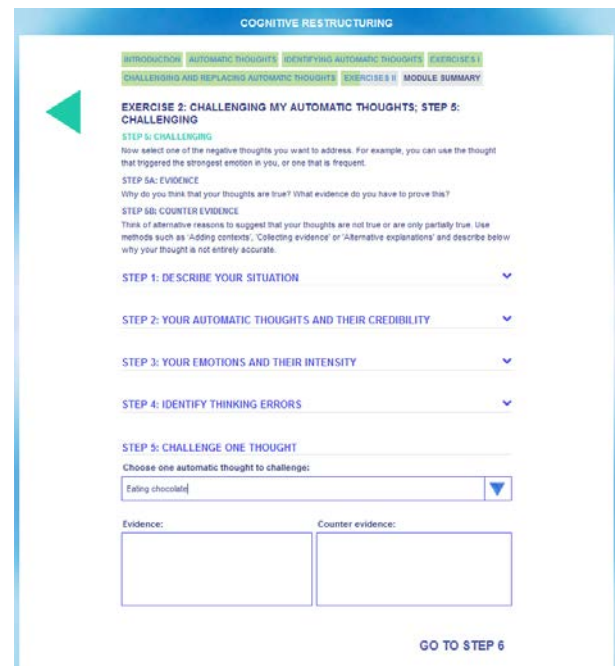 COGNITIVE RESTRUCTURING
INTRODUCTION AUTOMATIC THOUGHTS IDENTIFYING AUTOMATIC THOUGHTS EXERCISES I
CHALLENGING AND REPLACING AUTOMATIC THOUGHTS EXERCISES II MODULE SUMMARY
EXERCISE 2: CHALLENGING MY AUTOMATIC THOUGHTS; STEP 5:
CHALLENGING
STEP 5: CHALLENGING
Now select one of the negative thoughts you want to address. For example, you can use the thought
that triggered the strongest emotion in you, or one that is frequent.
STEP 5A: EVIDENCE
Why do you think that your thoughts are true? What evidence do you have to prove this?
STEP 5B: COUNTER EVIDENCE
Think of alternative reasons to suggest that your thoughts are not true or are only partially true. Use
methods such as 'Adding contexts', 'Collecting evidence' or 'Alternative explanations' and describe below
why your thought is not entirely accurate.
STEP 1: DESCRIBE YOUR SITUATION
STEP 2: YOUR AUTOMATIC THOUGHTS AND THEIR CREDIBILITY
STEP 3: YOUR EMOTIONS AND THEIR INTENSITY
STEP 4: IDENTIFY THINKING ERRORS
STEP 5: CHALLENGE ONE THOUGHT
Choose one automatic thought to challenge:
Eating chocolate
Evidence: Counter evidence:
GO TO STEP 6